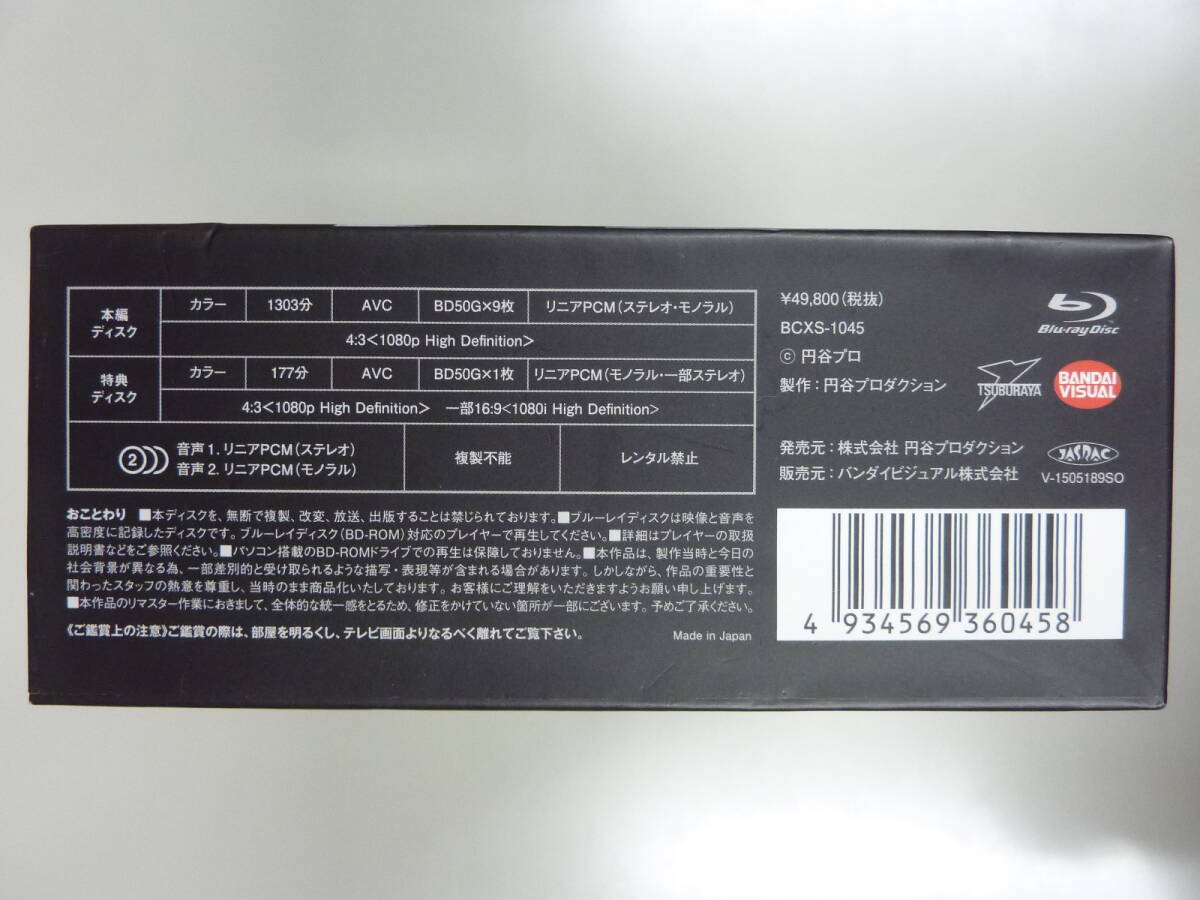 本編
ディスク
カラー 1303分 AVC BD50G×9枚 リニアPCM(ステレオ・モノラル)
4:3<1080p High Definition>
特典
ディスク
カラー 177分 AVC BD50G×1枚 リニアPCM(モノラル・一部ステレオ)
4:3<1080p High Definition> 一部16:9<1080i High Definition>
2
音声1. リニアPCM(ステレオ)
音声2. リニアPCM(モノラル)
複製不能 レンタル禁止
おことわり ■本ディスクを、無断で複製、改変、放送、出版することは禁じられております。■ブルーレイディスクは映像と音声を
高密度に記録したディスクです。ブルーレイディスク(BD-ROM)対応のプレイヤーで再生してください。■詳細はプレイヤーの取扱
説明書などをご参照ください。■パソコン搭載のBD-ROMドライブでの再生は保障しておりません。■本作品は、製作当時と今日の
社会背景が異なる為、一部差別的と受け取られるような描写・表現等が含まれる場合があります。しかしながら、作品の重要性と
関わったスタッフの熱意を尊重し、当時のまま商品化いたしております。お客様にご理解をいただきますようお願い申し上げます。
■本作品のリマスター作業におきまして、全体的な統一感をとるため、修正をかけていない箇所が一部にございます。予めご了承ください。
《ご鑑賞上の注意》ご鑑賞の際は、部屋を明るくし、テレビ画面よりなるべく離れてご覧下さい。
Made in Japan
¥49,800(税抜)
BCXS-1045
Ⓒ 円谷プロ
製作:円谷プロダクション
Blu-ray Disc
TSUBURAYA
BANDAI
VISUAL
発売元:株式会社 円谷プロダクション
販売元:バンダイビジュアル株式会社
JASRAC
V-1505189SO
4 934569 360458